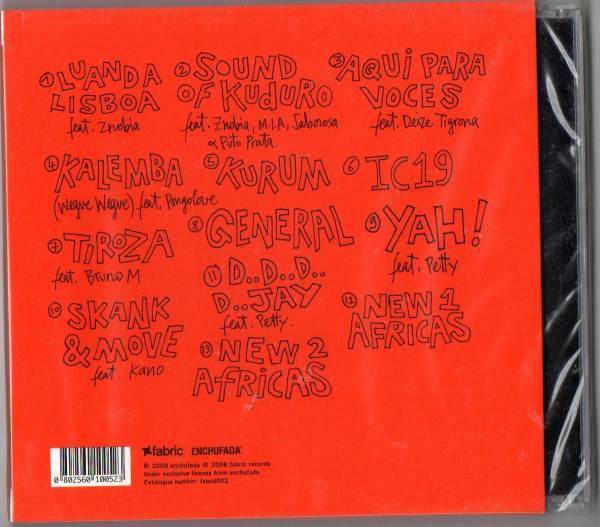 1 LUANDA
LISBOA
feat. Znobia
2 SOUND
OF KUDURO
feat. Znobia, M.I.A, Saborosa
& Puto Prata.
3 AQUI PARA
VOCES
feat. Deize Tigrona
4 KALEMBA
(Wegue Wegue) feat. Pongolove
5 KURUM
6 IC19
7 TIROZA
feat. Bruno M
8 GENERAL
9 YAH!
feat. Petty
10 SKANK
& MOVE
feat. Kano
11 D..D..D..
D..JAY
feat. Petty.
12 NEW 1
AFRICAS
13 NEW 2
AFRICAS
fabric ENCHUFADA
℗ 2008 enchufada © 2008 fabric records
Under exclusive license from enchufada
Catalogue number: fabcd002
0 802560 100523